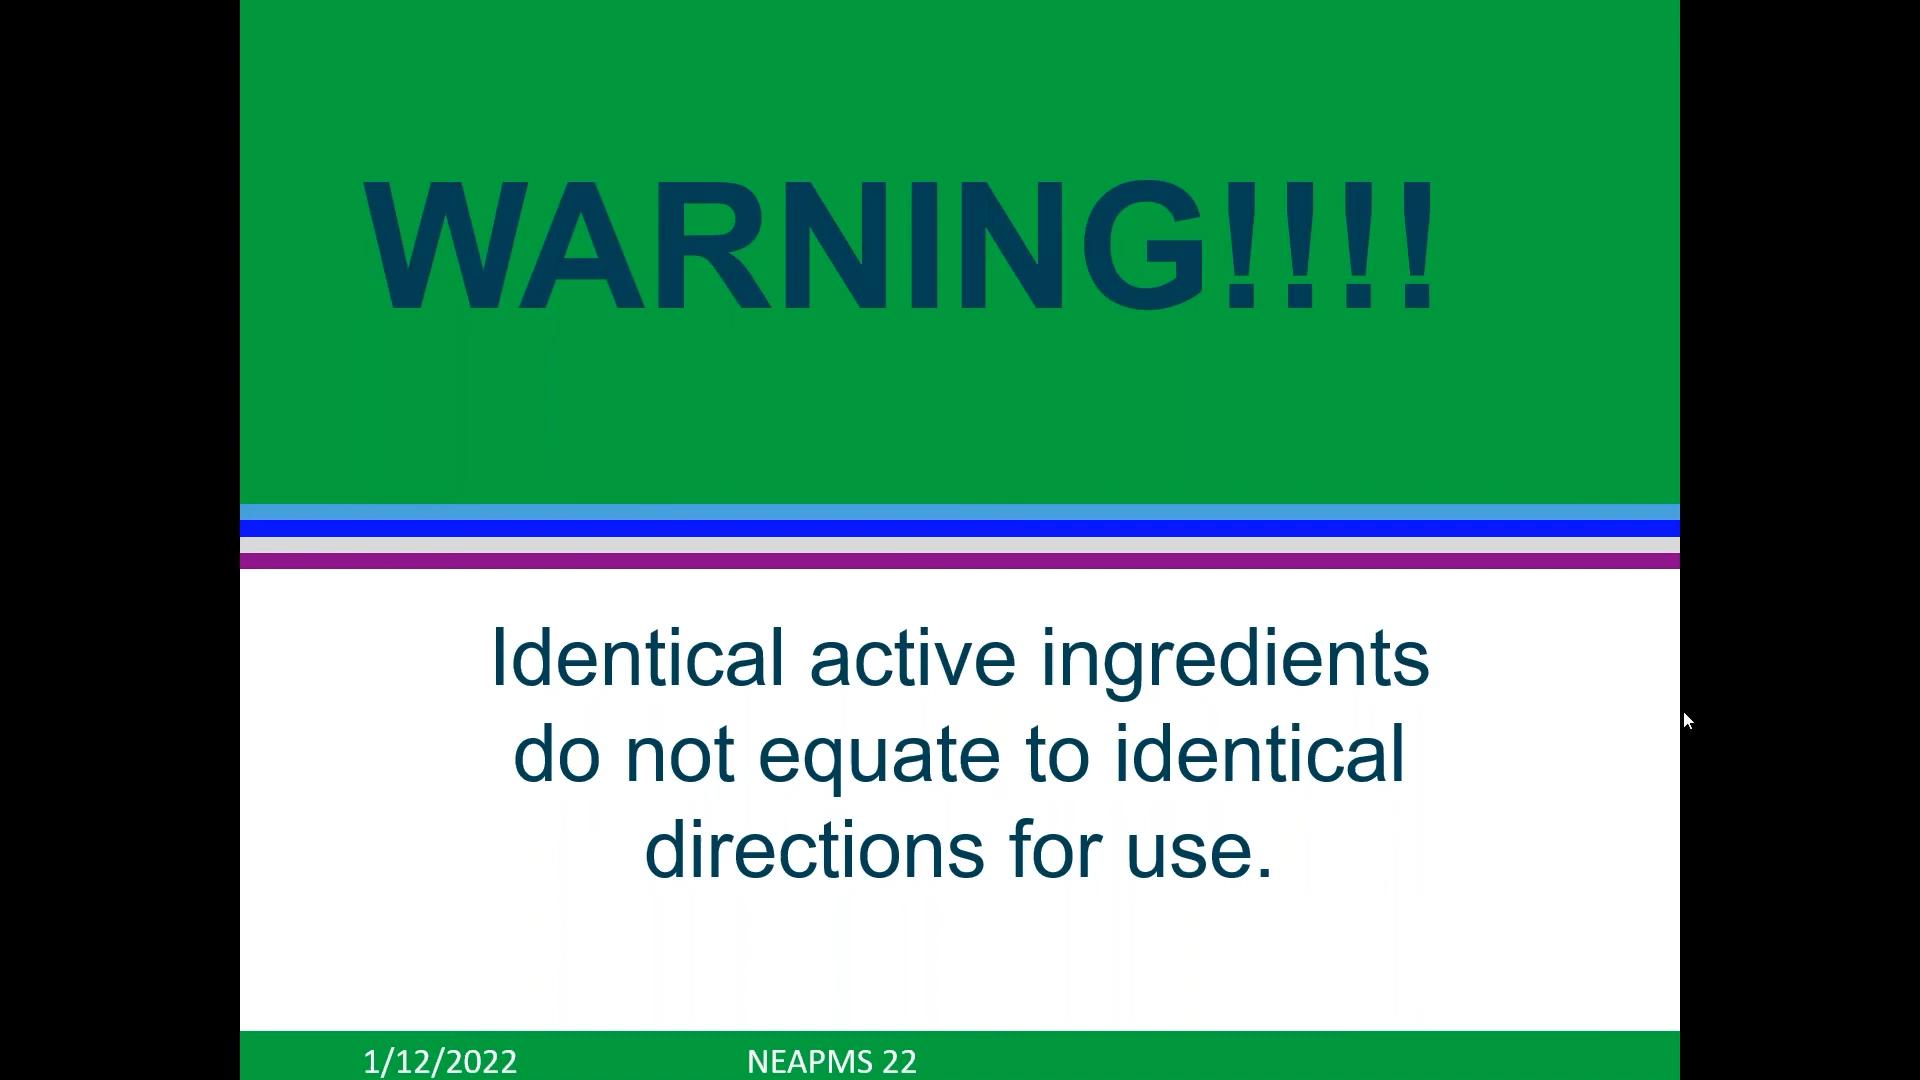 WARNING!!!!
Identical active ingredients
do not equate to identical
directions for use.
1/12/2022
NEAPMS 22